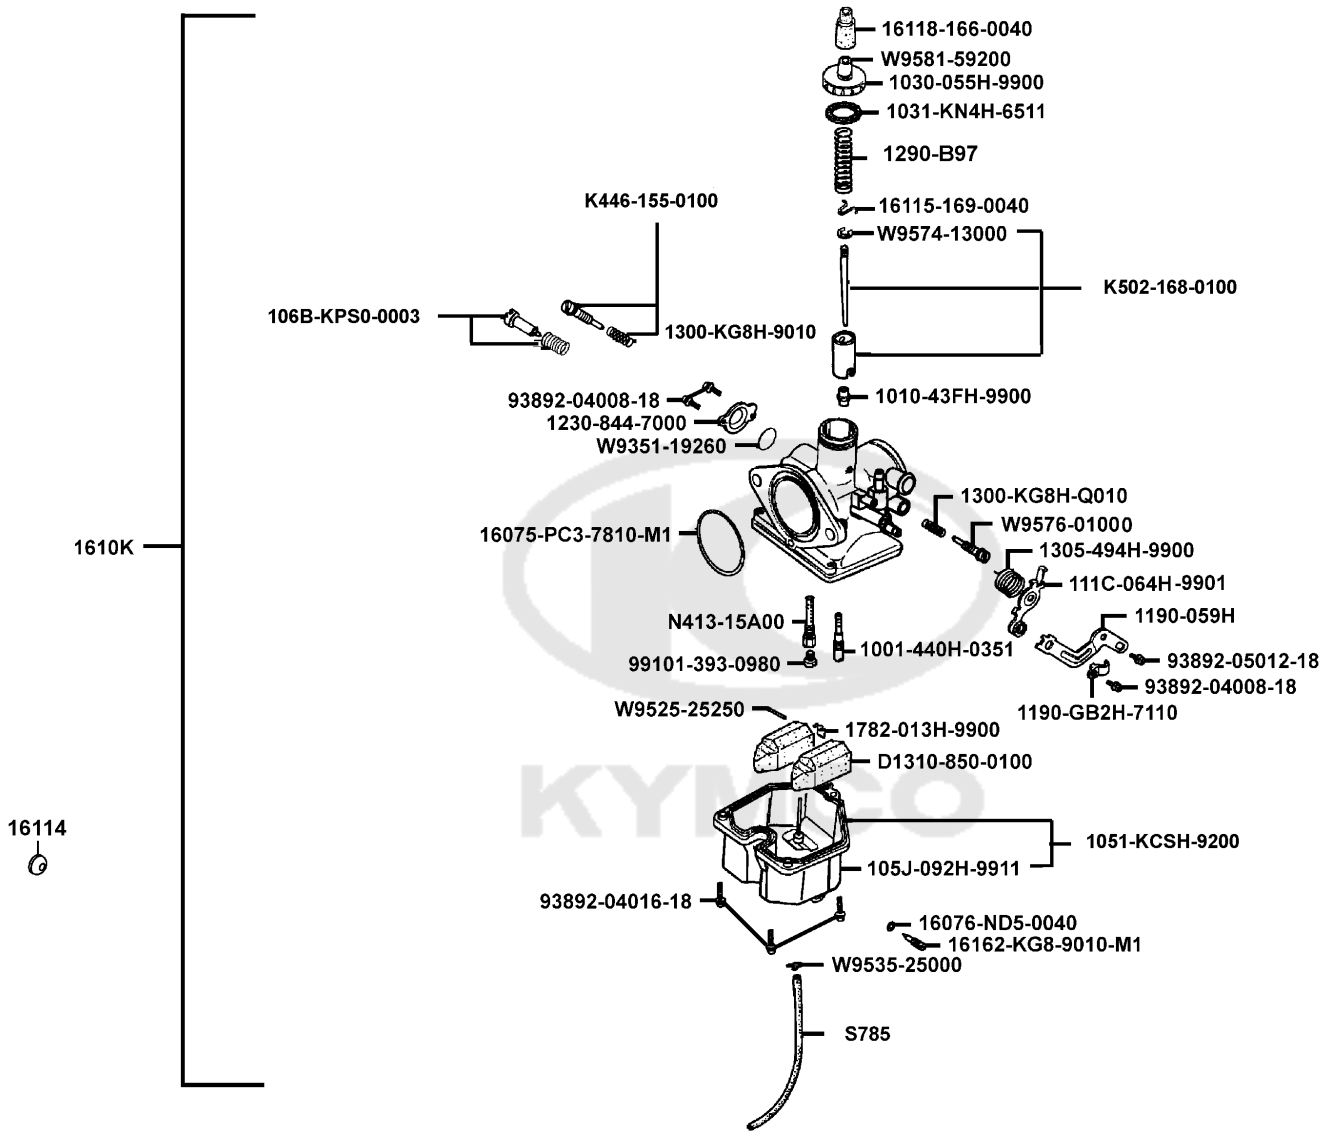 16118-166-0040
W9581-59200
1030-055H-9900
1031-KN4H-6511
1290-B97
K446-155-0100
16115-169-0040
W9574-13000
K502-168-0100
106B-KPS0-0003
1300-KG8H-9010
93892-04008-18
1010-43FH-9900
1230-844-7000
W9351-19260
1300-KG8H-Q010
W9576-01000
16075-PC3-7810-M1
1610K
1305-494H-9900
111C-064H-9901
1190-059H
N413-15A00
1001-440H-0351
99101-393-0980
93892-05012-18
93892-04008-18
W9525-25250
1190-GB2H-7110
1782-013H-9900
D1310-850-0100
KYMCO
16114
1051-KCSH-9200
105J-092H-9911
93892-04016-18
16076-ND5-0040
16162-KG8-9010-M1
W9535-25000
S785